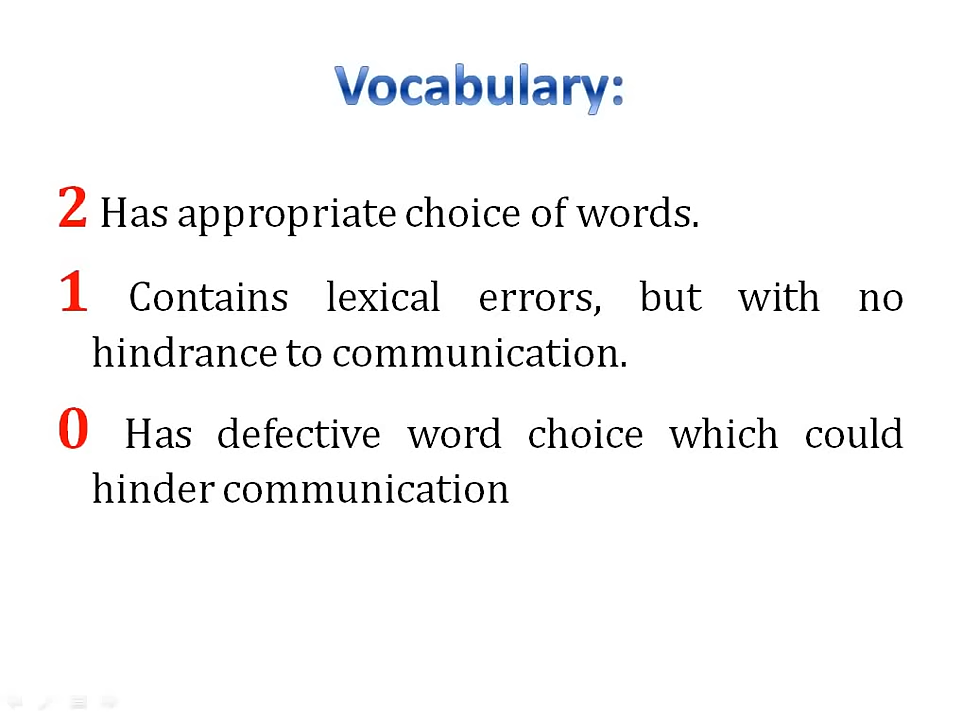 Vocabulary:
2 Has appropriate choice of words.
1 Contains lexical errors, but with no
hindrance to communication.
0 Has defective word choice which could
hinder communication